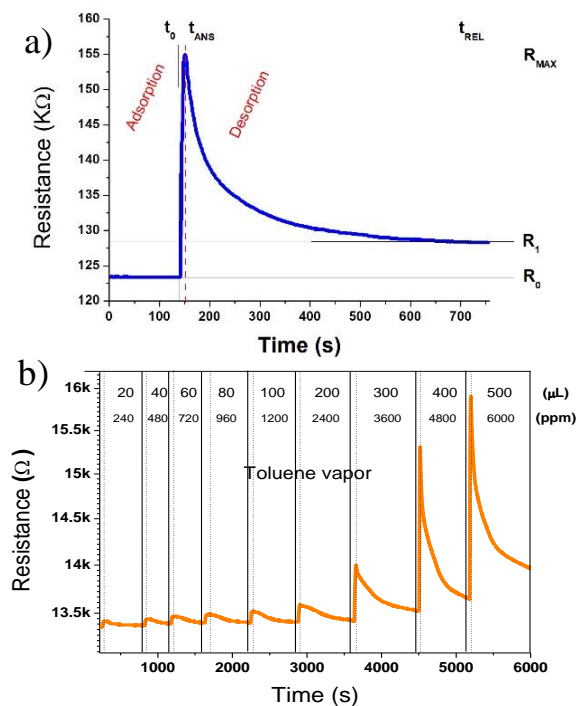 a)
t0 tANS tREL
RMAX
R1
R0
Adsorption
Desorption
Resistance (KΩ)
160
155
150
145
140
135
130
125
120
0 100 200 300 400 500 600 700 800
Time (s)
b)
20 40 60 80 100 200 300 400 500 (μL)
240 480 720 960 1200 2400 3600 4800 6000 (ppm)
Toluene vapor
Resistance (Ω)
16k
15.5k
15k
14.5k
14k
13.5k
1000 2000 3000 4000 5000 6000
Time (s)